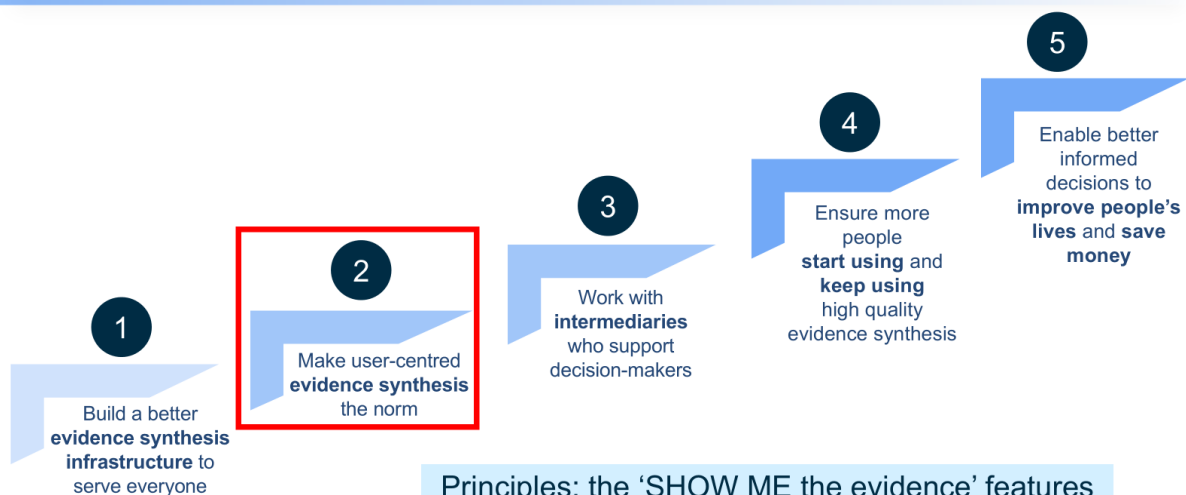 1
Build a better
evidence synthesis
infrastructure to
serve everyone
2
Make user-centred
evidence synthesis
the norm
3
Work with
intermediaries
who support
decision-makers
4
Ensure more
people
start using and
keep using
high quality
evidence synthesis
5
Enable better
informed
decisions to
improve people's
lives and save
money
Principles: the ‘SHOW ME the evidence’ features